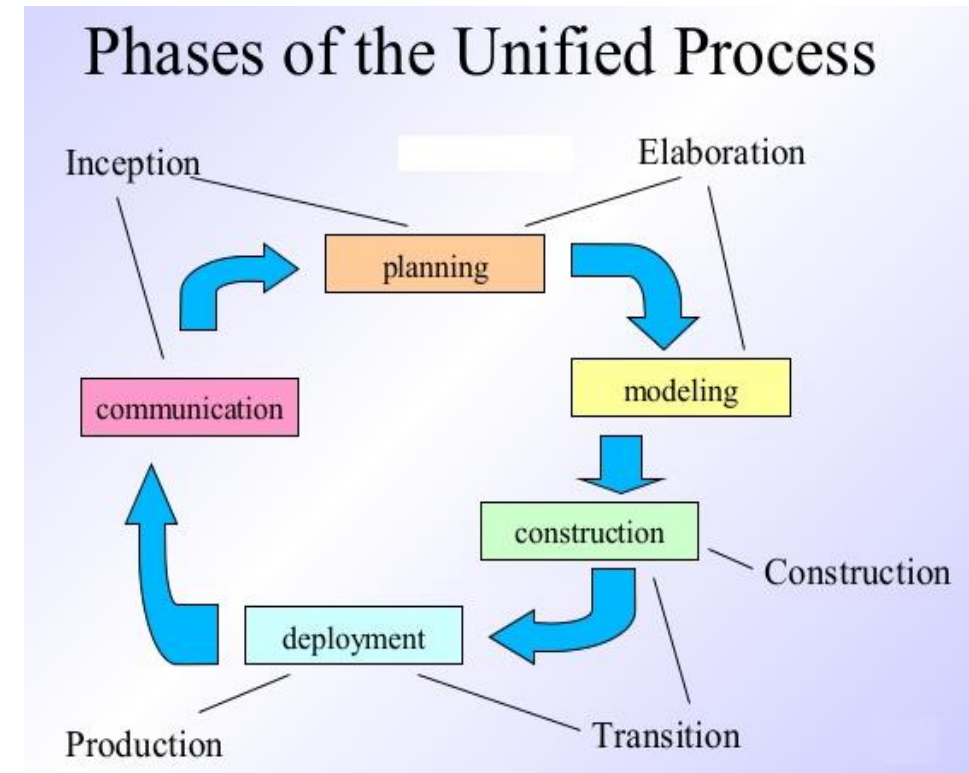 Phases of the Unified Process
Inception
Elaboration
planning
modeling
communication
construction
Construction
deployment
Production
Transition